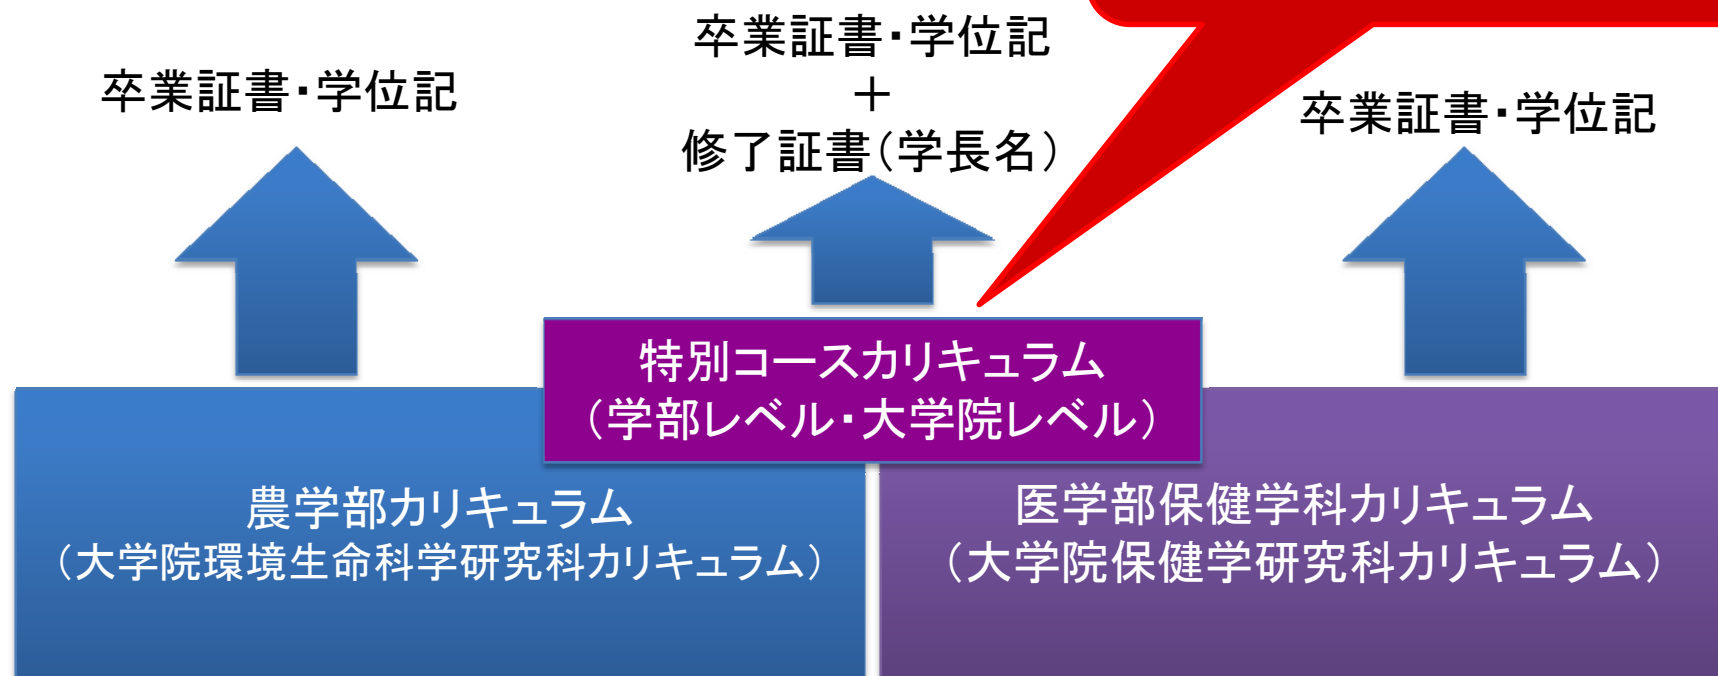 卒業証書・学位記
卒業証書・学位記
＋
修了証書（学長名）
卒業証書・学位記
特別コースカリキュラム
（学部レベル・大学院レベル）
農学部カリキュラム
（大学院環境生命科学研究科カリキュラム）
医学部保健学科カリキュラム
（大学院保健学研究科カリキュラム）